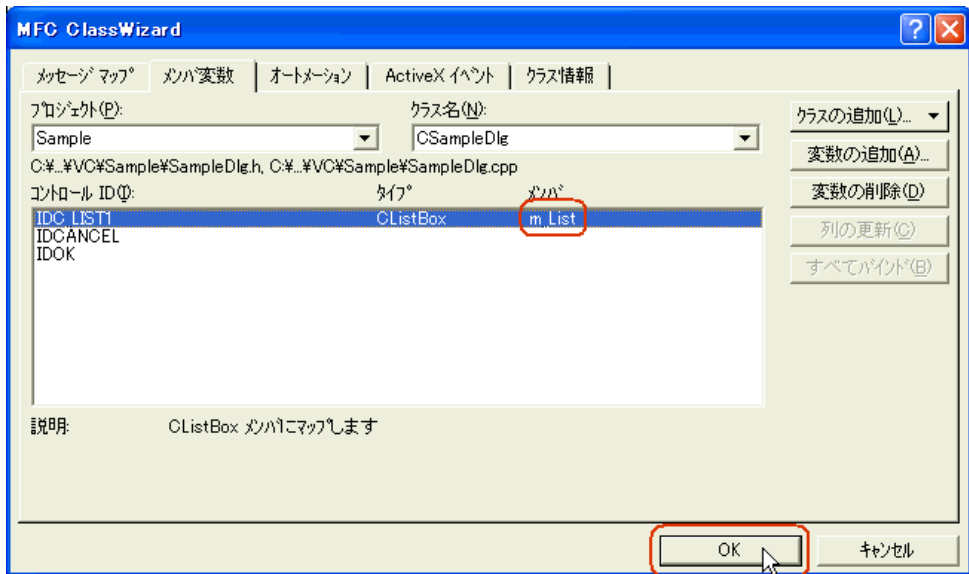 MFC ClassWizard
メッセージ マップ メンバ変数 オートメーション ActiveX イベント クラス情報
プロジェクト(P): クラス名(N): クラスの追加(L)...
Sample CSampleDlg
変数の追加(A)...
C:¥...¥VC¥Sample¥SampleDlg.h, C:¥...¥VC¥Sample¥SampleDlg.cpp
コントロール ID(I): タイプ メンバ 変数の削除(D)
IDC_LIST1 CListBox m_List
IDCANCEL 列の更新(C)
IDOK
すべてバインド(B)
説明: CListBox メンバにマップします
OK キャンセル